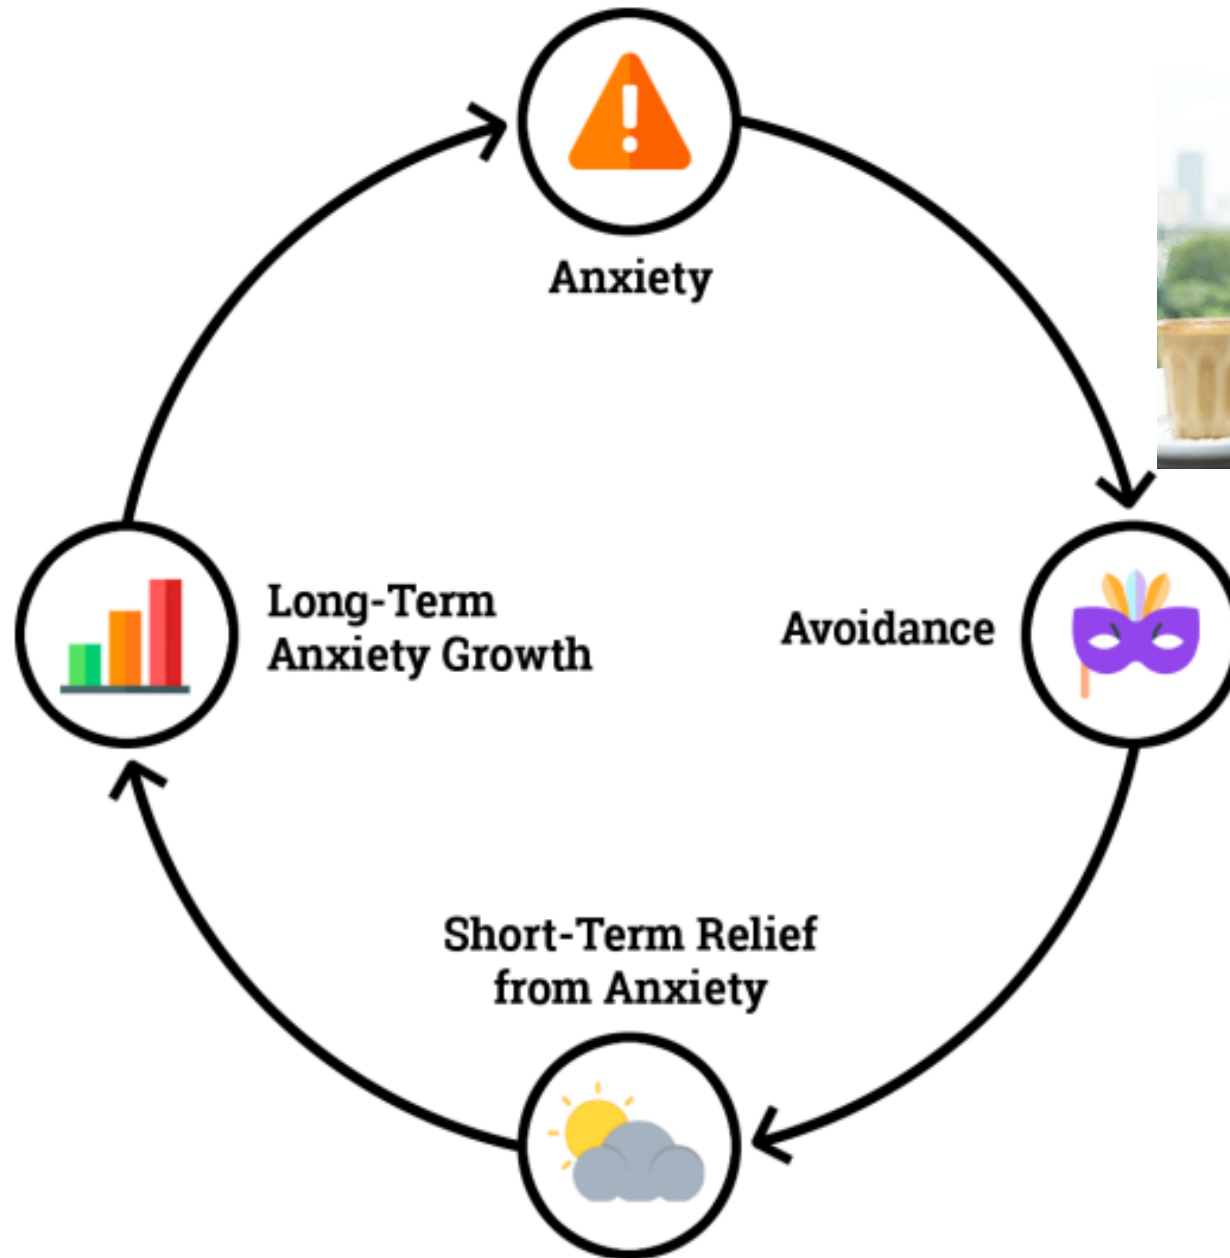 Anxiety
Long-Term
Anxiety Growth
Avoidance
Short-Term Relief
from Anxiety